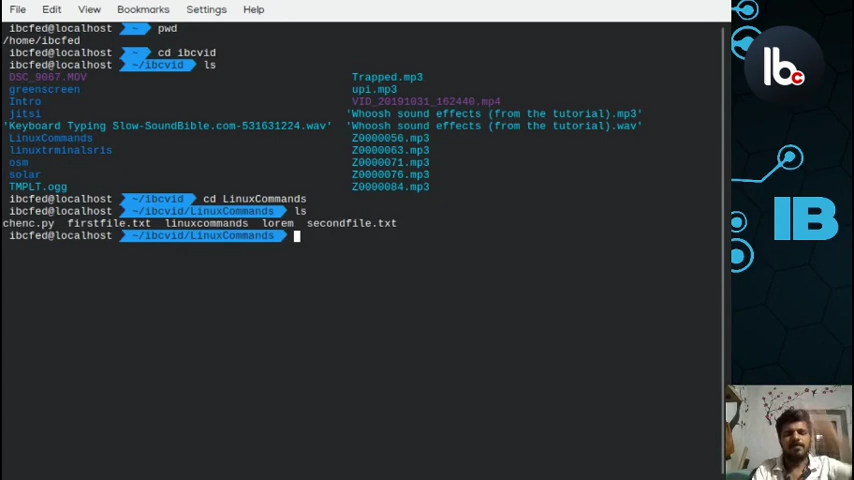 File Edit View Bookmarks Settings Help
ibcfed@localhost ~ pwd
/home/ibcfed
ibcfed@localhost ~ cd ibcvid
ibcfed@localhost ~/ibcvid ls
DSC_9067.MOV Trapped.mp3
greenscreen upi.mp3
Intro VID_20191031_162440.mp4
jitsi 'Whoosh sound effects (from the tutorial).mp3'
'Keyboard Typing Slow-SoundBible.com-531631224.wav' 'Whoosh sound effects (from the tutorial).wav'
LinuxCommands Z0000056.mp3
linuxtrminalsris Z0000063.mp3
osm Z0000071.mp3
solar Z0000076.mp3
TMPLT.ogg Z0000084.mp3
ibcfed@localhost ~/ibcvid cd LinuxCommands
ibcfed@localhost ~/ibcvid/LinuxCommands ls
chenc.py firstfile.txt linuxcommands lorem secondfile.txt
ibcfed@localhost ~/ibcvid/LinuxCommands
Ibc
IB